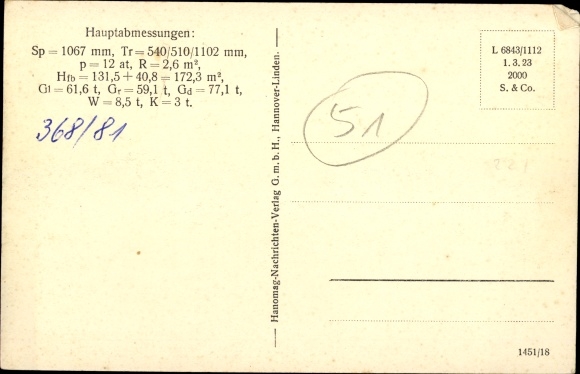 Hauptabmessungen:
Sp = 1067 mm, Tr = 540/510/1102 mm,
p = 12 at, R = 2,6 m²,
Hfb = 131,5 + 40,8 = 172,3 m²,
Gl = 61,6 t, Gr = 59,1 t, Gd = 77,1 t,
W = 8,5 t, K = 3 t.
368/81
Hanomag-Nachrichten-Verlag G.m.b.H., Hannover-Linden.
51
L 6843/1112
1. 3. 23
2000
S. & Co.
1451/18